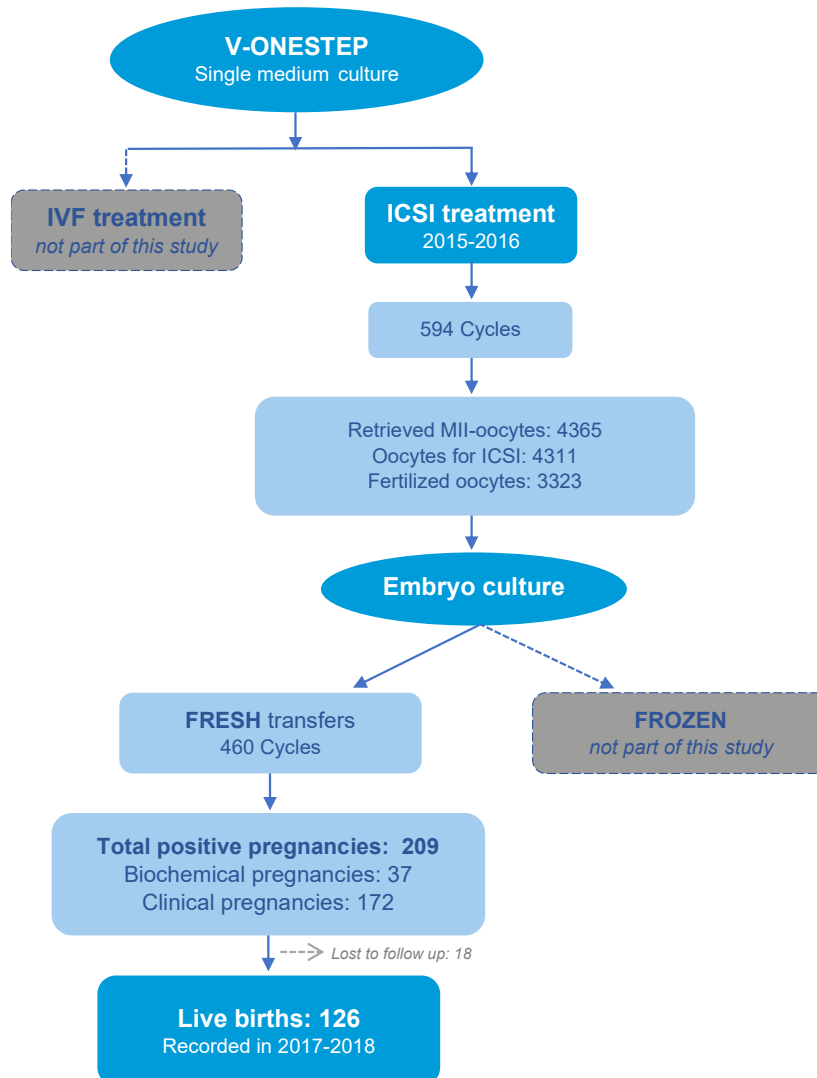 V-ONESTEP
Single medium culture
IVF treatment
not part of this study
ICSI treatment
2015-2016
594 Cycles
Retrieved MII-oocytes: 4365
Oocytes for ICSI: 4311
Fertilized oocytes: 3323
Embryo culture
FRESH transfers
460 Cycles
FROZEN
not part of this study
Total positive pregnancies: 209
Biochemical pregnancies: 37
Clinical pregnancies: 172
Lost to follow up: 18
Live births: 126
Recorded in 2017-2018